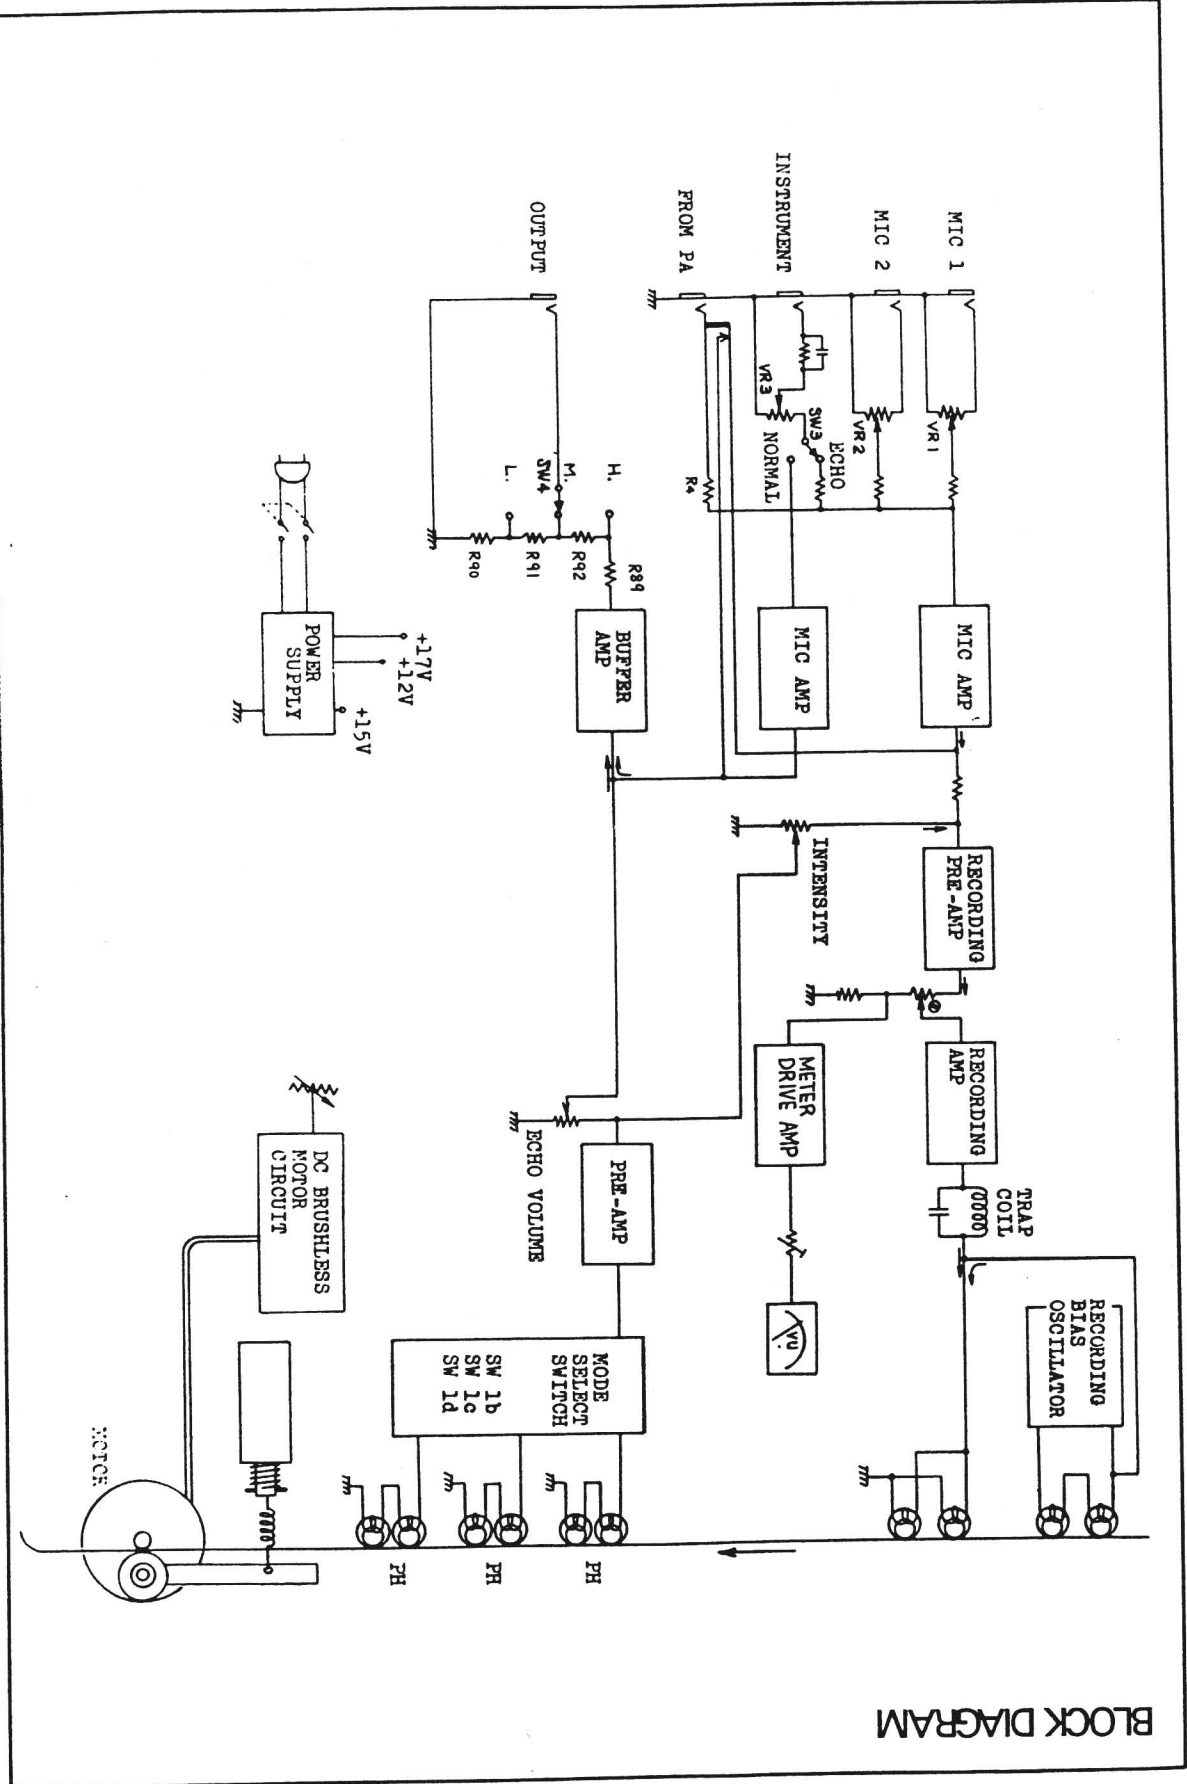 BLOCK DIAGRAM
MIC 1
MIC 2
INSTRUMENT
FROM PA
OUTPUT
VR1
VR2
VR3
SW3
ECHO
NORMAL
R4
MIC AMP
MIC AMP
RECORDING
PRE-AMP
RECORDING
AMP
TRAP
COIL
RECORDING
BIAS
OSCILLATOR
INTENSITY
METER
DRIVE AMP
VU
H.
M.
SW4
L.
R89
R92
R91
R90
BUFFER
AMP
ECHO VOLUME
PRE-AMP
MODE
SELECT
SWITCH
SW 1b
SW 1c
SW 1d
PH
PH
PH
+17V
+12V
+15V
POWER
SUPPLY
DC BRUSHLESS
MOTOR
CIRCUIT
MOTOR